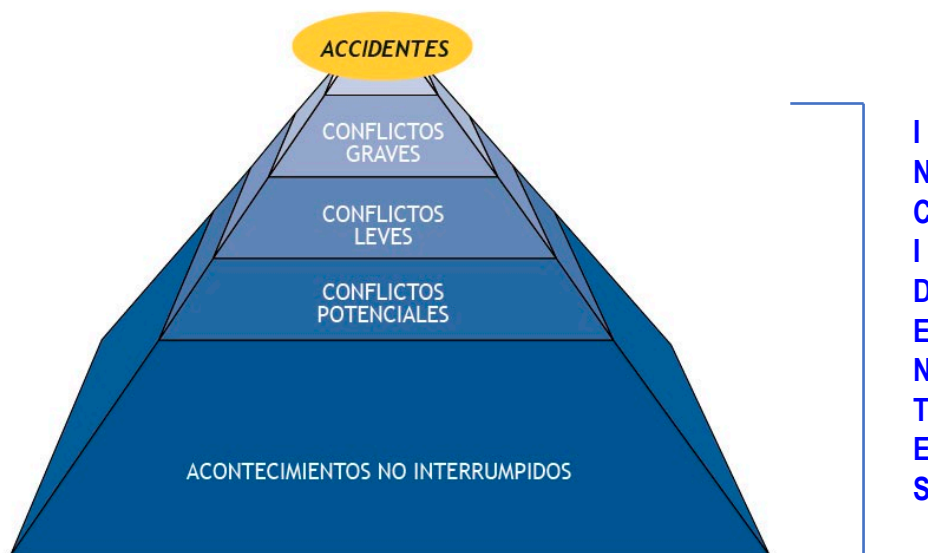 ACCIDENTES
CONFLICTOS
GRAVES
CONFLICTOS
LEVES
CONFLICTOS
POTENCIALES
ACONTECIMIENTOS NO INTERRUMPIDOS
I
N
C
I
D
E
N
T
E
S